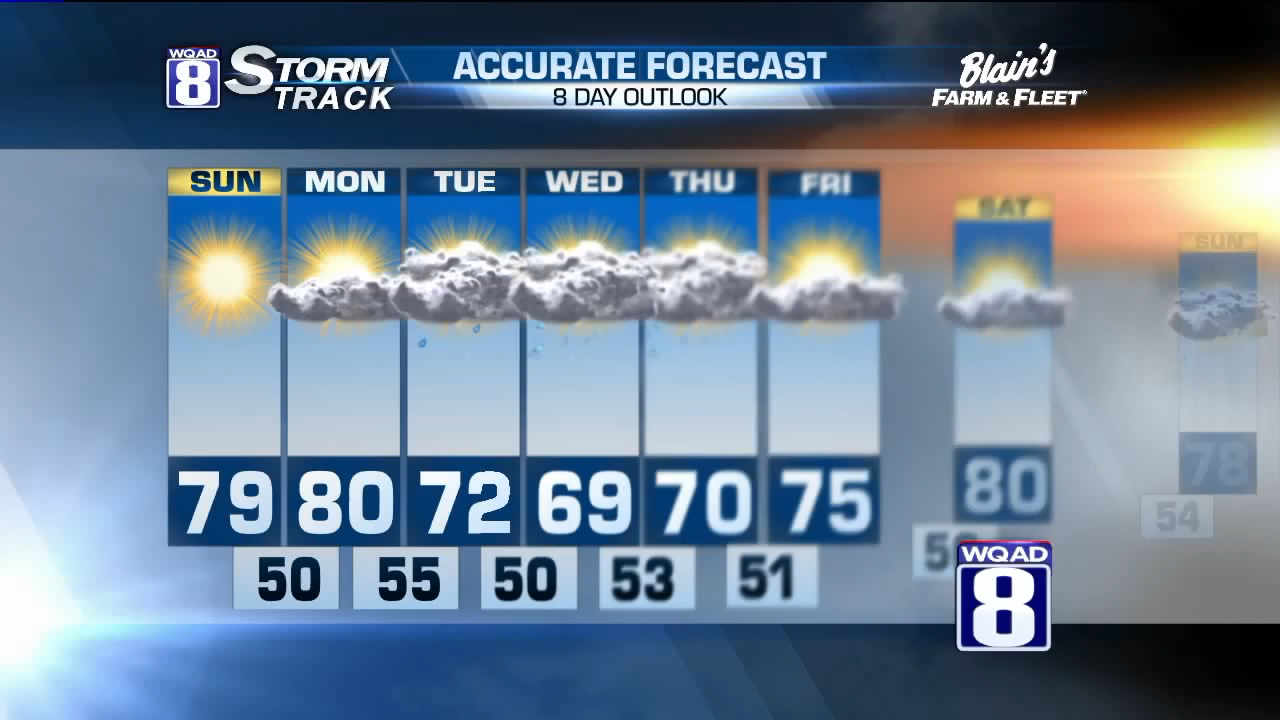 WQAD
8
STORM
TRACK
ACCURATE FORECAST
8 DAY OUTLOOK
Blain's
FARM & FLEET
SUN MON TUE WED THU FRI SAT SUN
79 80 72 69 70 75 80 78
50 55 50 53 51 54
WQAD
8